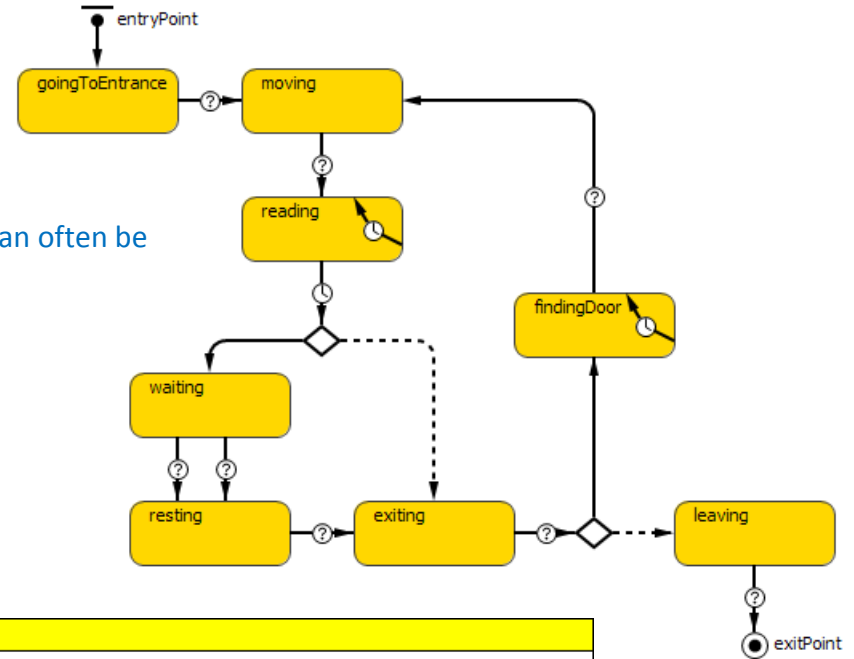 entryPoint
goingToEntrance
moving
reading
an often be
findingDoor
waiting
resting
exiting
leaving
exitPoint